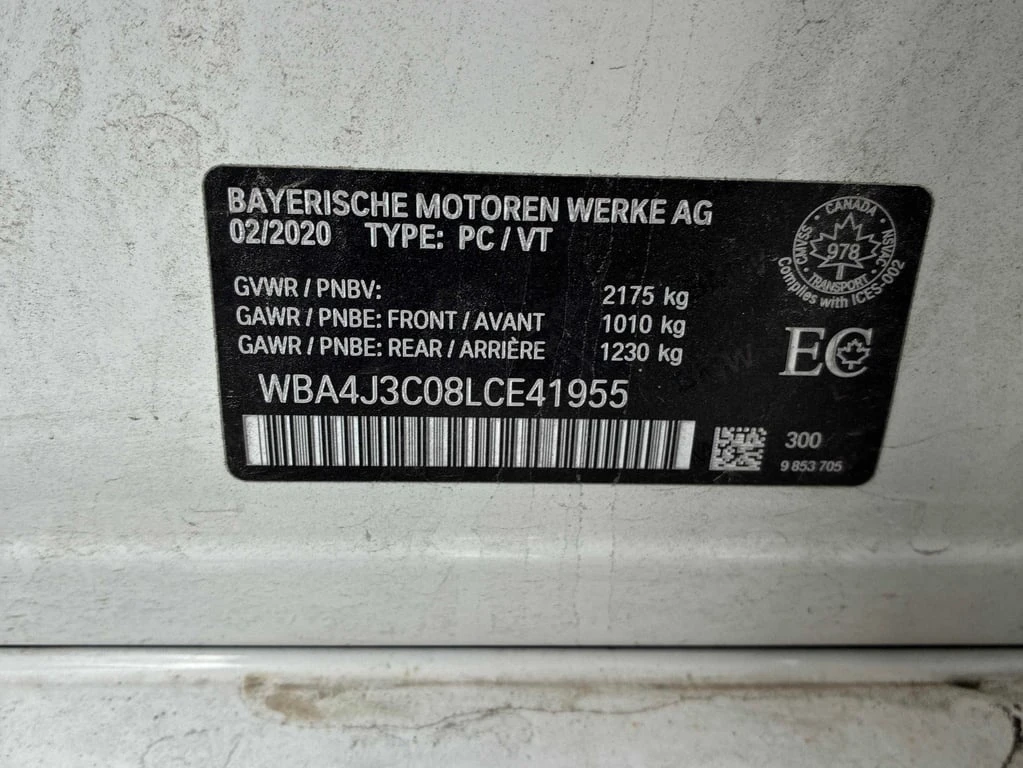 BAYERISCHE MOTOREN WERKE AG
02/2020 TYPE: PC / VT
GVWR / PNBV: 2175 kg
GAWR / PNBE: FRONT / AVANT 1010 kg
GAWR / PNBE: REAR / ARRIÈRE 1230 kg
WBA4J3C08LCE41955
CANADA
CMVSS
978
NSVAC
TRANSPORT
Complies with ICES-002
EC
300
9 853 705